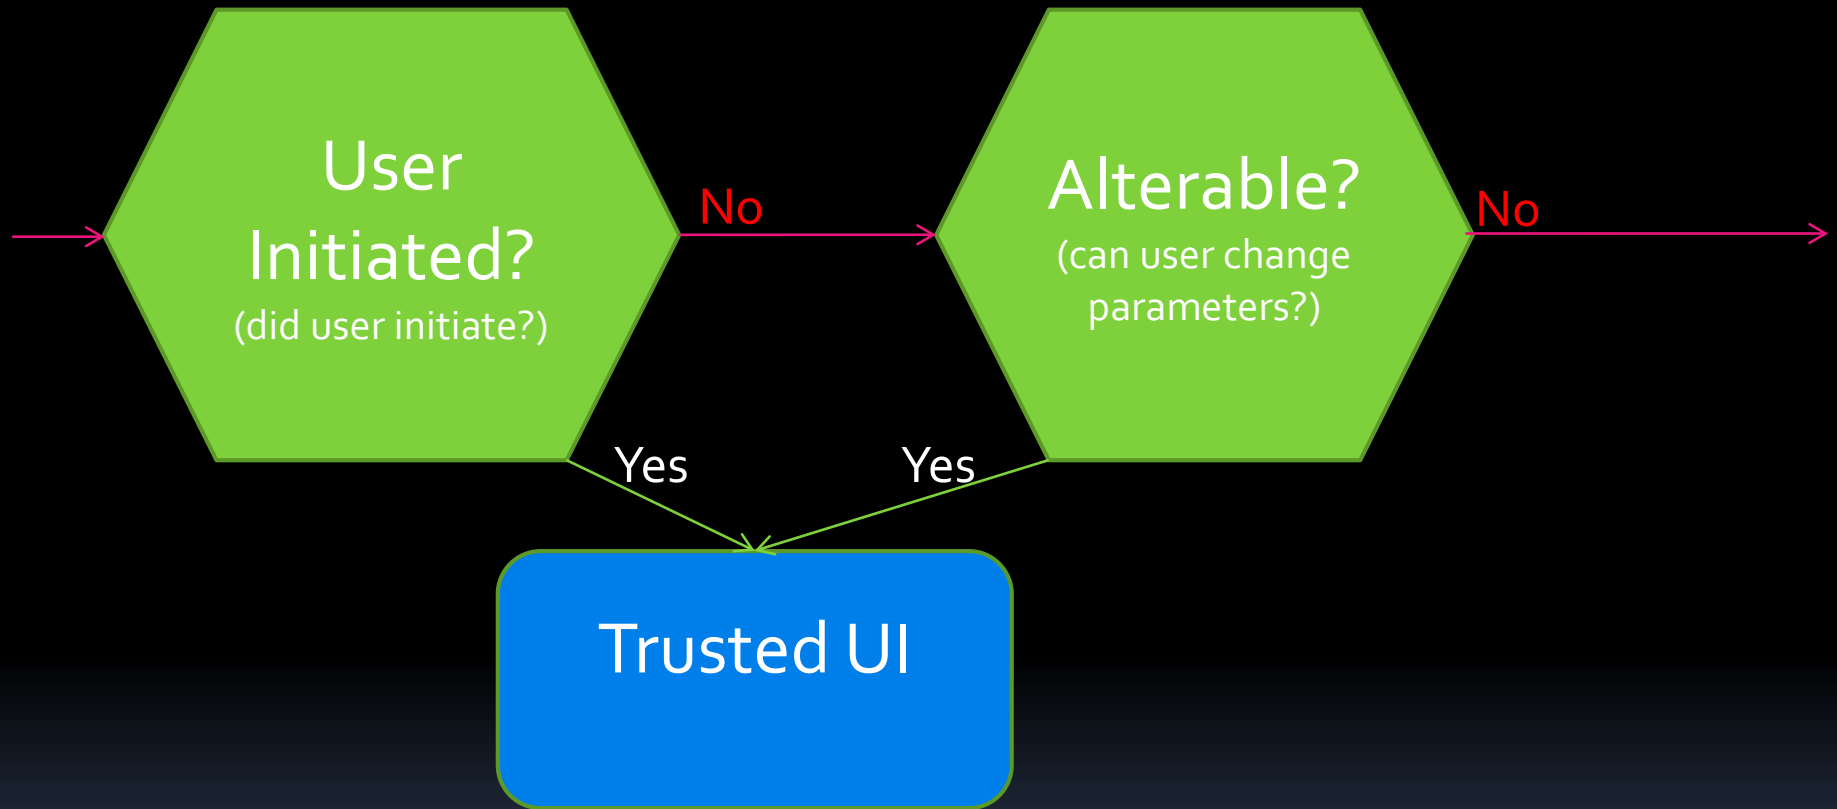 User
Initiated?
(did user initiate?)
No
Alterable?
(can user change
parameters?)
No
Yes
Yes
Trusted UI